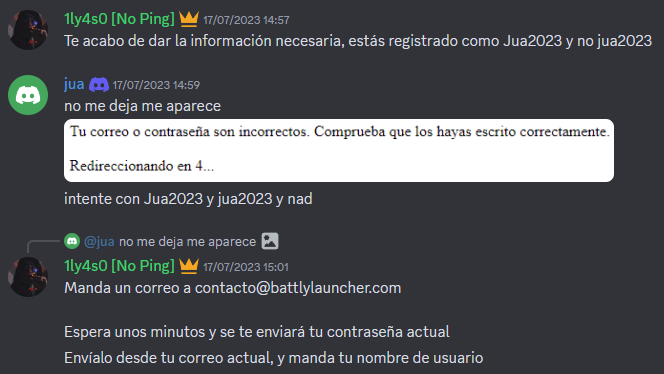 1ly4s0 [No Ping] 17/07/2023 14:57
Te acabo de dar la información necesaria, estás registrado como Jua2023 y no jua2023
jua 17/07/2023 14:59
no me deja me aparece
Tu correo o contraseña son incorrectos. Comprueba que los hayas escrito correctamente.
Redireccionando en 4...
intente con Jua2023 y jua2023 y nad
@jua no me deja me aparece
1ly4s0 [No Ping] 17/07/2023 15:01
Manda un correo a contacto@battlylauncher.com
Espera unos minutos y se te enviará tu contraseña actual
Envíalo desde tu correo actual, y manda tu nombre de usuario